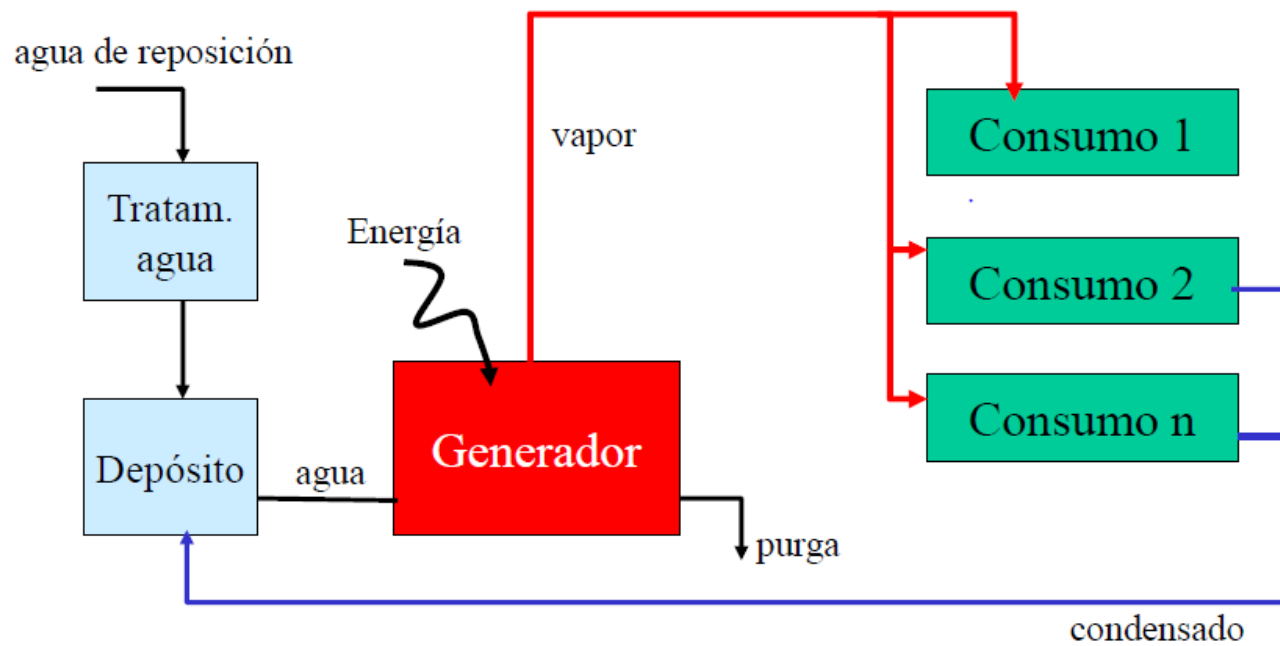 agua de reposición
Tratam.
agua
Depósito
agua
Energía
Generador
vapor
purga
Consumo 1
Consumo 2
Consumo n
condensado